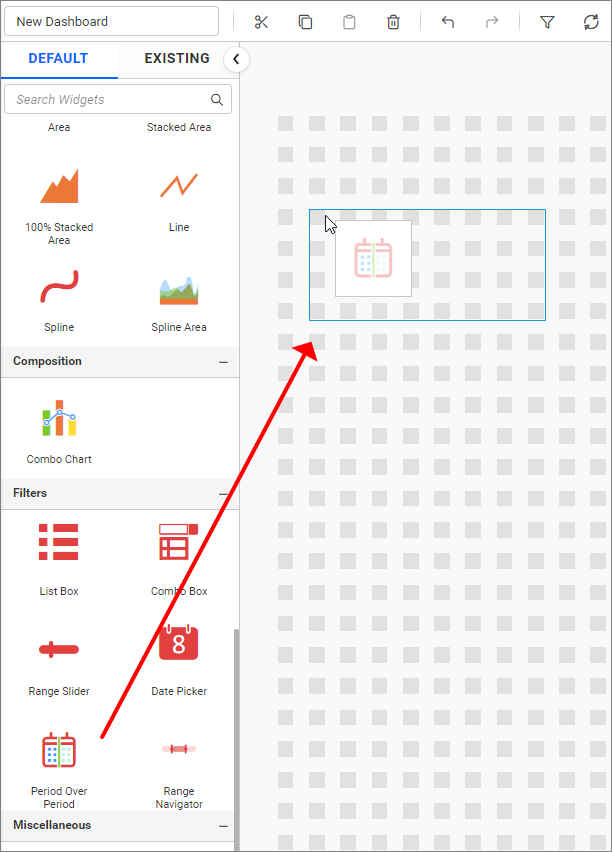 New Dashboard
DEFAULT
EXISTING
Search Widgets
Area
Stacked Area
100% Stacked
Area
Line
Spline
Spline Area
Composition
Combo Chart
Filters
List Box
Combo Box
8
Range Slider
Date Picker
Period Over
Period
Range
Navigator
Miscellaneous